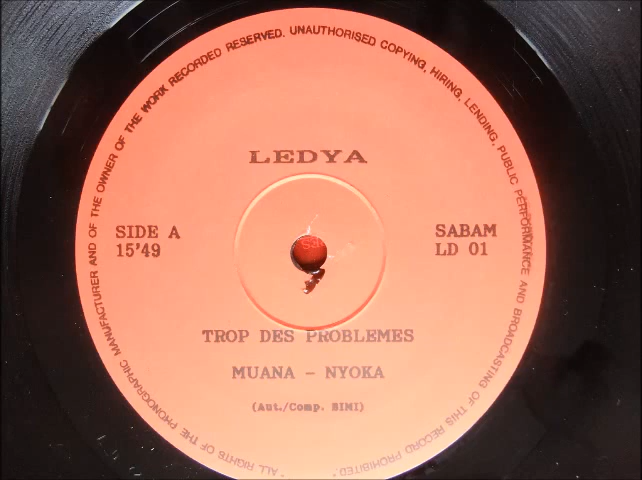 LEDYA
SIDE A
15'49
SABAM
LD 01
TROP DES PROBLEMES
MUANA - NYOKA
(Aut./Comp. SIMI)
"ALL RIGHTS OF THE PHONOGRAPHIC MANUFACTURER AND OF THE OWNER OF THE WORK RECORDED RESERVED. UNAUTHORISED COPYING, HIRING, LENDING, PUBLIC PERFORMANCE AND BROADCASTING OF THIS RECORD PROHIBITED."